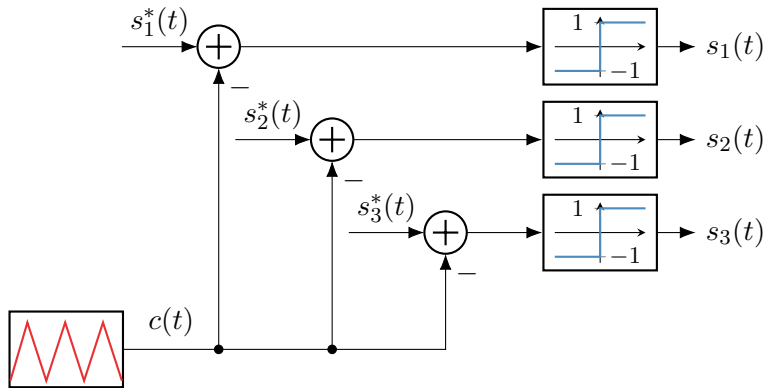 s₁*(t) 1 −1 s₁(t)
−
s₂*(t) 1 −1 s₂(t)
−
s₃*(t) 1 −1 s₃(t)
−
c(t)